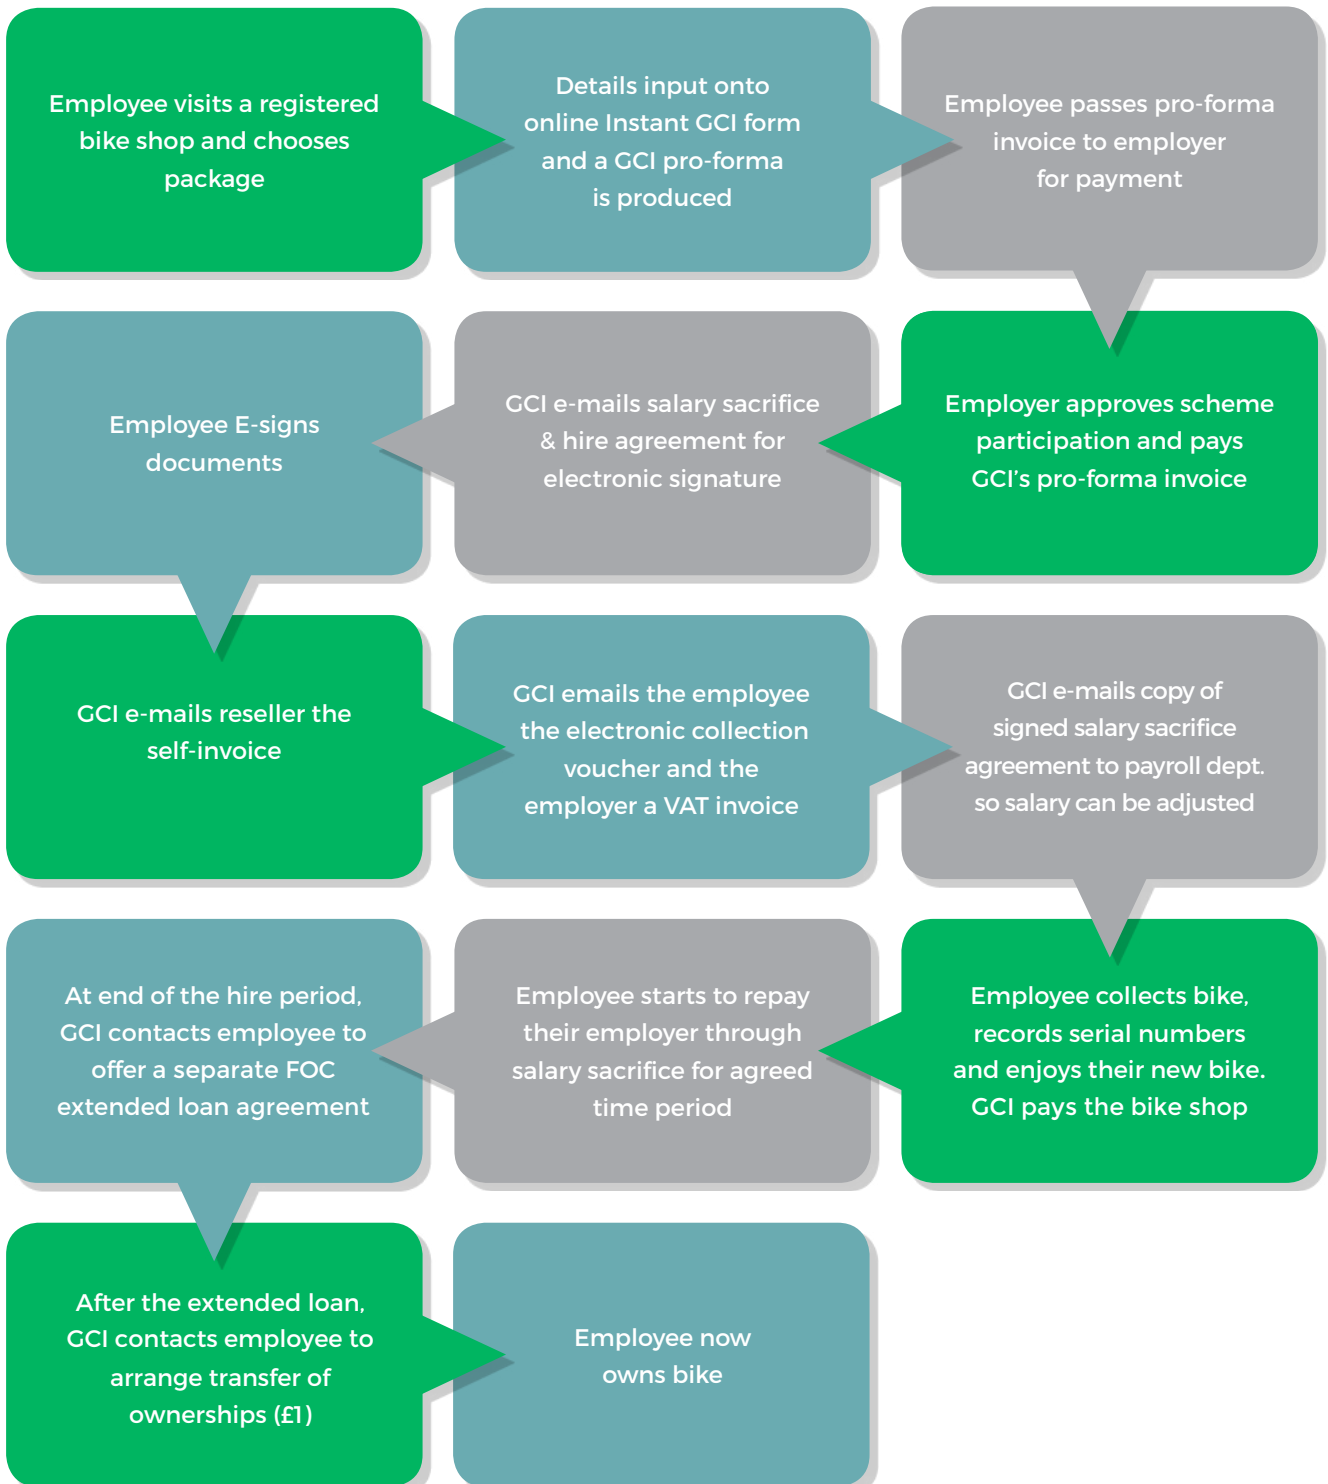 Employee visits a registered
bike shop and chooses
package
Details input onto
online Instant GCI form
and a GCI pro-forma
is produced
Employee passes pro-forma
invoice to employer
for payment
Employer approves scheme
participation and pays
GCI's pro-forma invoice
GCI e-mails salary sacrifice
& hire agreement for
electronic signature
Employee E-signs
documents
GCI e-mails reseller the
self-invoice
GCI emails the employee
the electronic collection
voucher and the
employer a VAT invoice
GCI e-mails copy of
signed salary sacrifice
agreement to payroll dept.
so salary can be adjusted
Employee collects bike,
records serial numbers
and enjoys their new bike.
GCI pays the bike shop
Employee starts to repay
their employer through
salary sacrifice for agreed
time period
At end of the hire period,
GCI contacts employee to
offer a separate FOC
extended loan agreement
After the extended loan,
GCI contacts employee to
arrange transfer of
ownerships (£1)
Employee now
owns bike